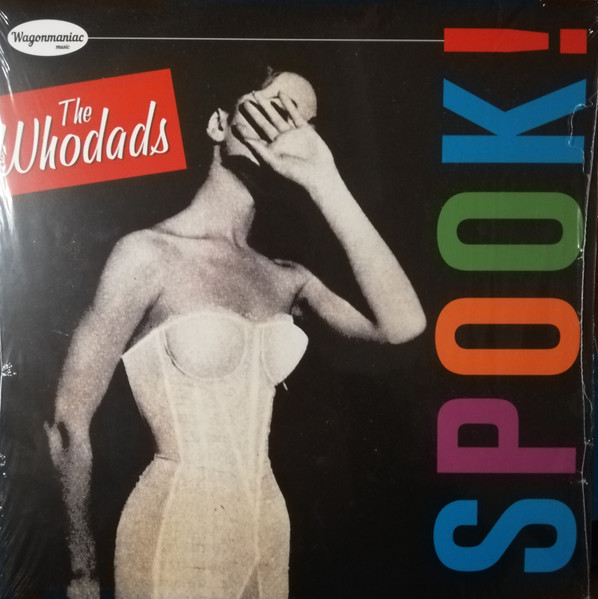 Wagonmaniac
music
The
Whodads
SPOOK!